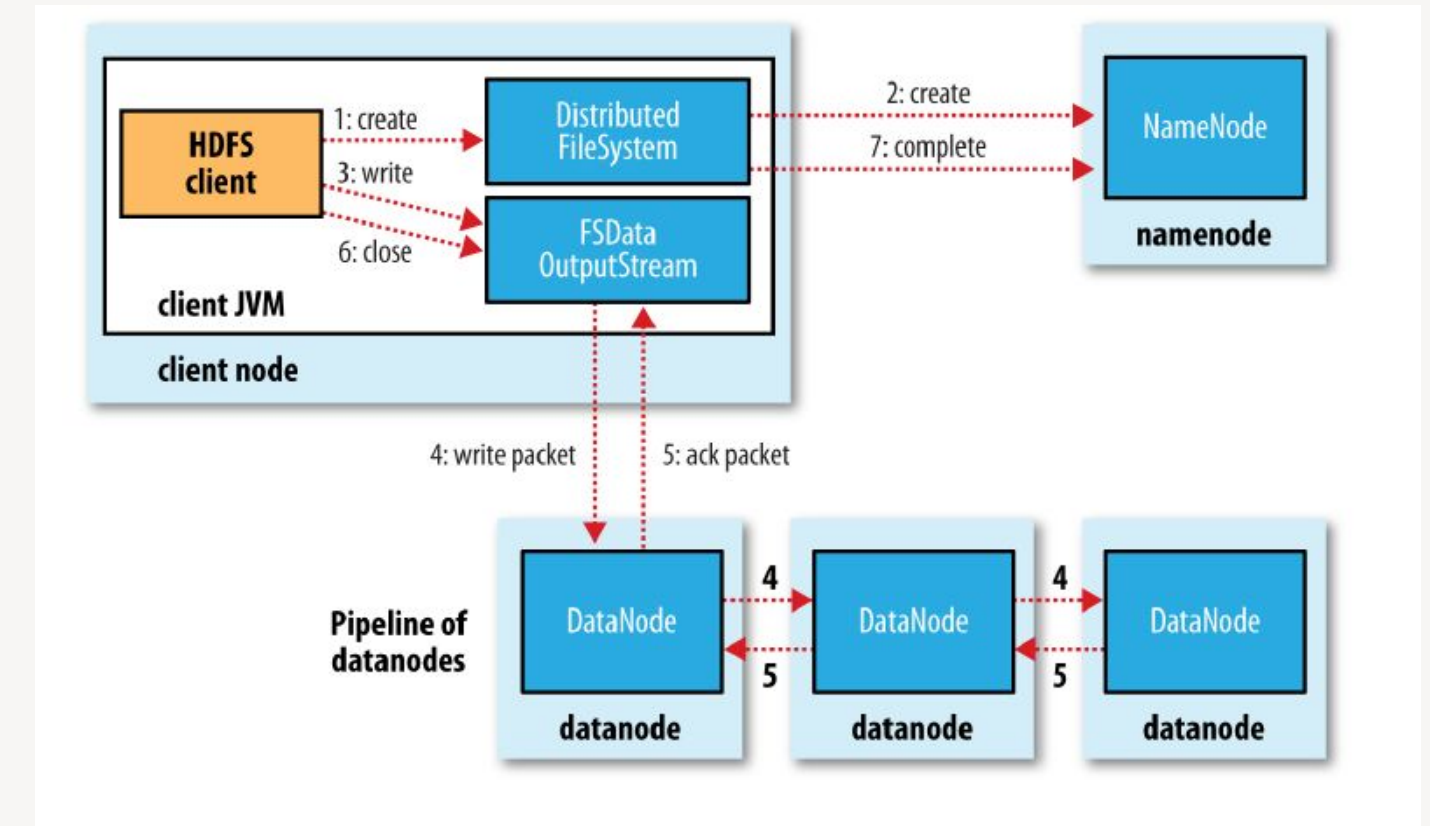 HDFS
client
1: create
3: write
6: close
Distributed
FileSystem
FSData
OutputStream
client JVM
client node
2: create
7: complete
NameNode
namenode
4: write packet
5: ack packet
Pipeline of
datanodes
DataNode
4
5
DataNode
4
5
DataNode
datanode
datanode
datanode